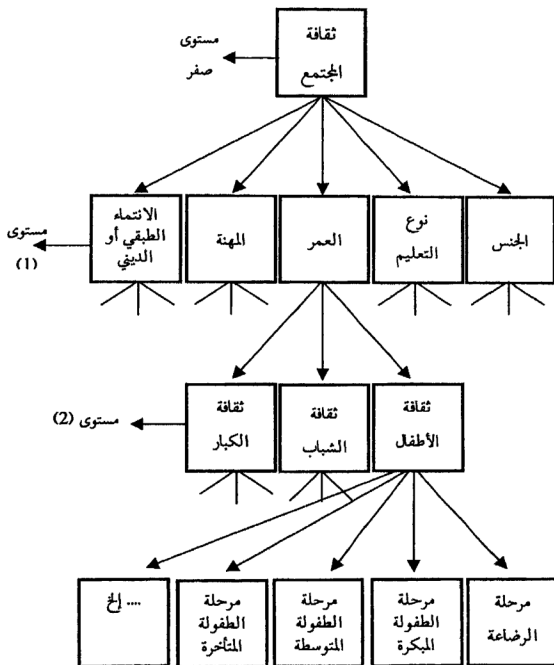 ثقافة
المجتمع
مستوى
صفر
الجنس
نوع
التعليم
العمر
المهنة
الانتماء
الطبقي أو
الديني
مستوى
(1)
ثقافة
الأطفال
ثقافة
الشباب
ثقافة
الكبار
مستوى (2)
مرحلة
الرضاعة
مرحلة
الطفولة
المبكرة
مرحلة
الطفولة
المتوسطة
مرحلة
الطفولة
المتأخرة
.... إلخ